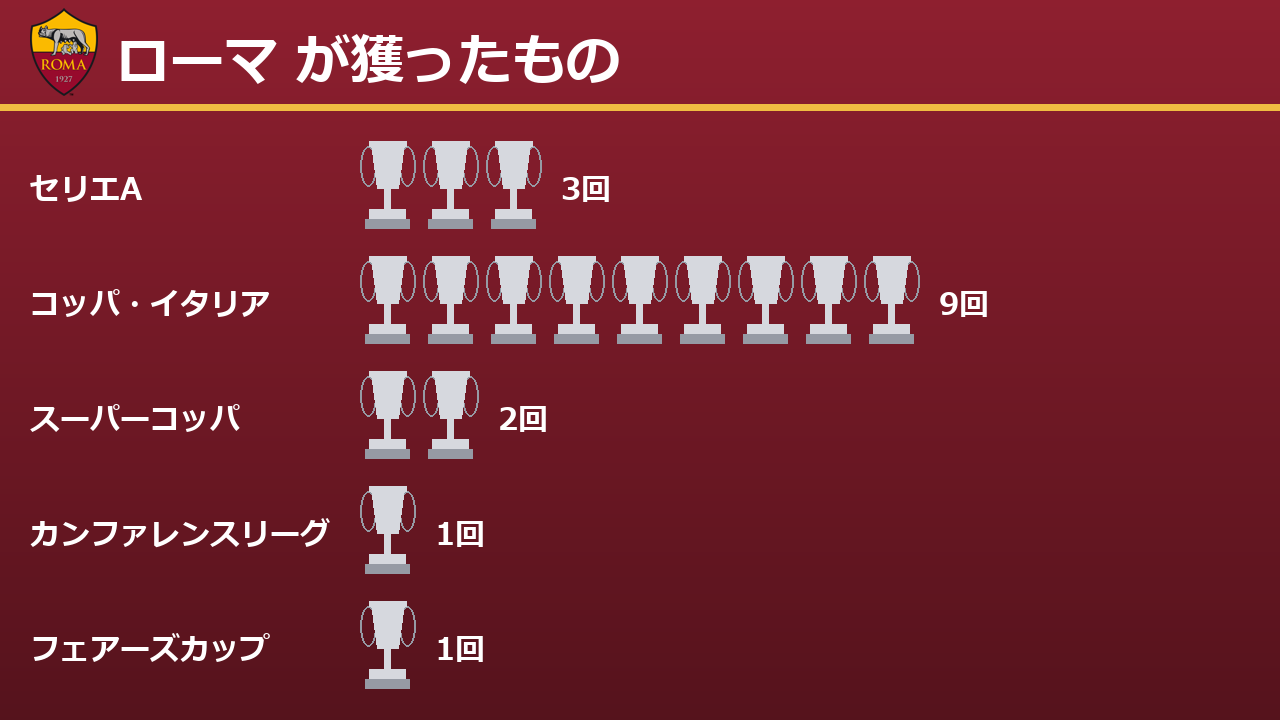 ROMA
1927
ローマ が獲ったもの
セリエA
3回
コッパ・イタリア
9回
スーパーコッパ
2回
カンファレンスリーグ
1回
フェアーズカップ
1回